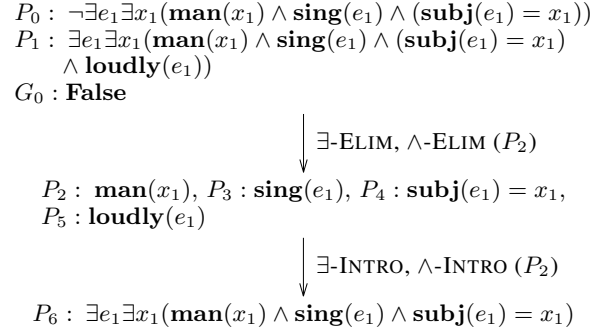 P₀ : ¬∃e₁∃x₁(man(x₁) ∧ sing(e₁) ∧ (subj(e₁) = x₁))
P₁ : ∃e₁∃x₁(man(x₁) ∧ sing(e₁) ∧ (subj(e₁) = x₁)
∧ loudly(e₁))
G₀ : False
∃-ELIM, ∧-ELIM (P₂)
P₂ : man(x₁), P₃ : sing(e₁), P₄ : subj(e₁) = x₁,
P₅ : loudly(e₁)
∃-INTRO, ∧-INTRO (P₂)
P₆ : ∃e₁∃x₁(man(x₁) ∧ sing(e₁) ∧ subj(e₁) = x₁)